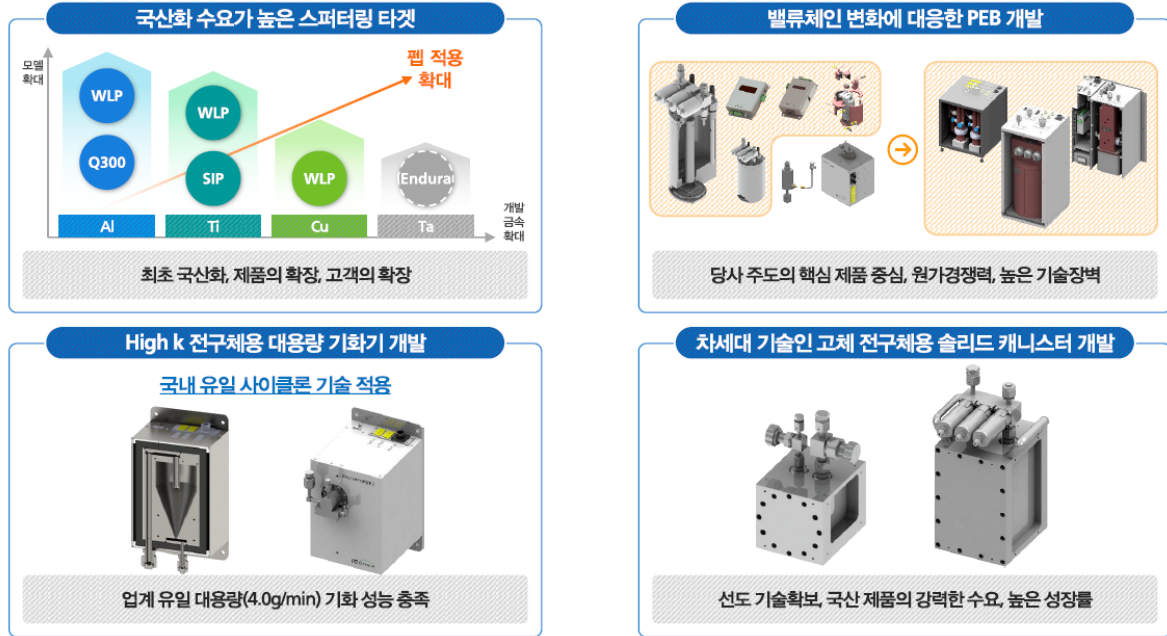 국산화 수요가 높은 스퍼터링 타겟
모델
확대
펩 적용
확대
WLP
Q300
WLP
SIP
WLP
Endura
Al
Ti
Cu
Ta
개발
금속
확대
최초 국산화, 제품의 확장, 고객의 확장
밸류체인 변화에 대응한 PEB 개발
당사 주도의 핵심 제품 중심, 원가경쟁력, 높은 기술장벽
High k 전구체용 대용량 기화기 개발
국내 유일 사이클론 기술 적용
업계 유일 대용량(4.0g/min) 기화 성능 충족
차세대 기술인 고체 전구체용 솔리드 캐니스터 개발
선도 기술확보, 국산 제품의 강력한 수요, 높은 성장률